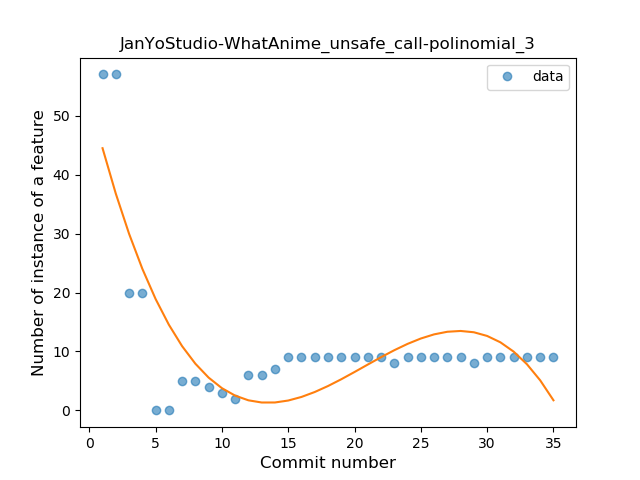 JanYoStudio-WhatAnime_unsafe_call-polinomial_3
data
Number of instance of a feature
50
40
30
20
10
0
0 5 10 15 20 25 30 35
Commit number